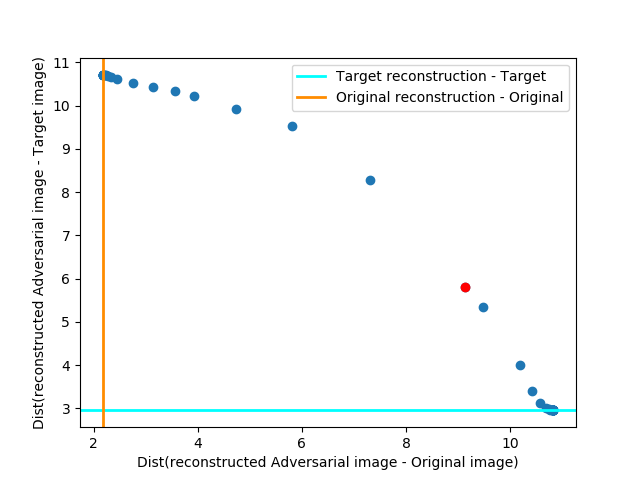 Target reconstruction - Target
Original reconstruction - Original
11
10
9
8
7
6
5
4
3
Dist(reconstructed Adversarial image - Target image)
2 4 6 8 10
Dist(reconstructed Adversarial image - Original image)